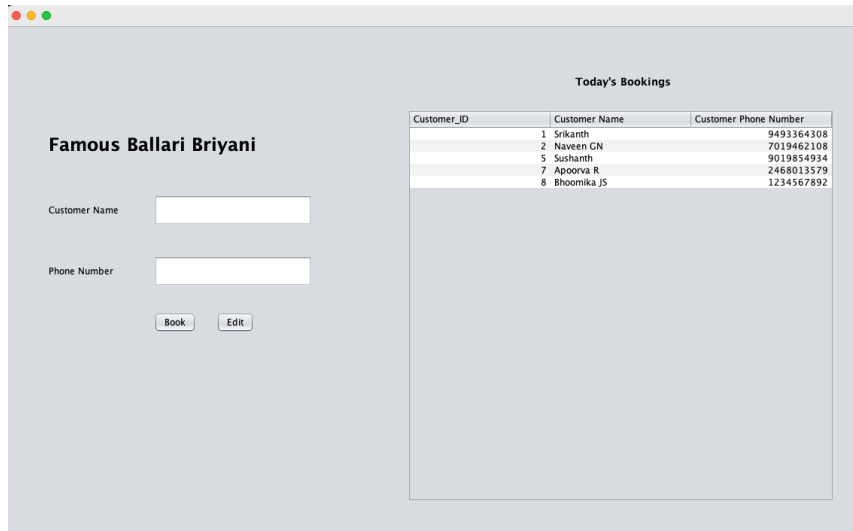 Today's Bookings
Famous Ballari Briyani
Customer Name
Phone Number
Book Edit
Customer_ID Customer Name Customer Phone Number
1 Srikanth 9493364308
2 Naveen GN 7019462108
5 Sushanth 9019854934
7 Apoorva R 2468013579
8 Bhoomika JS 1234567892